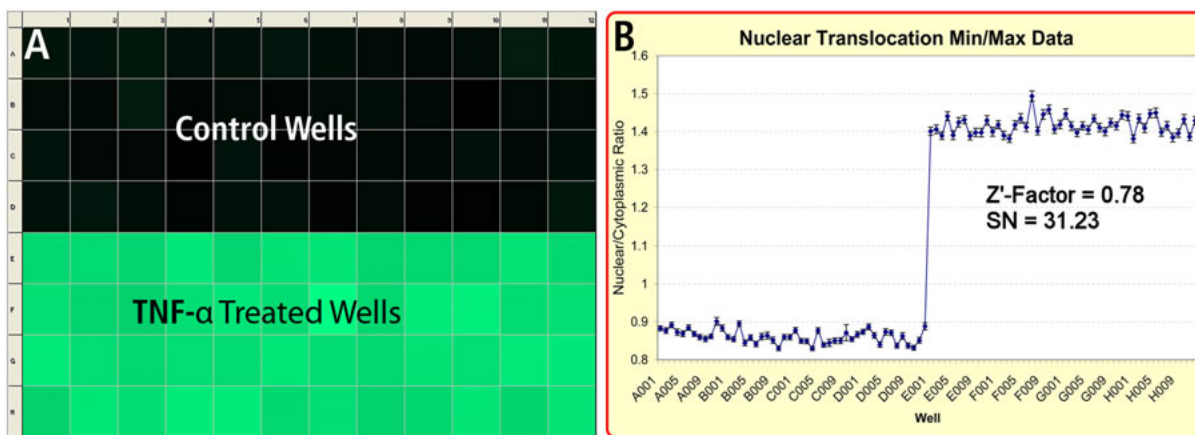 A
1 2 3 4 5 6 7 8 9 10 11 12
A
B
C
D
E
F
G
H
Control Wells
TNF-α Treated Wells
B
Nuclear Translocation Min/Max Data
Nuclear/Cytoplasmic Ratio
1.6
1.5
1.4
1.3
1.2
1.1
1
0.9
0.8
Z'-Factor = 0.78
SN = 31.23
A001 A005 A009 B001 B005 B009 C001 C005 C009 D001 D005 D009 E001 E005 E009 F001 F005 F009 G001 G005 G009 H001 H005 H009
Well